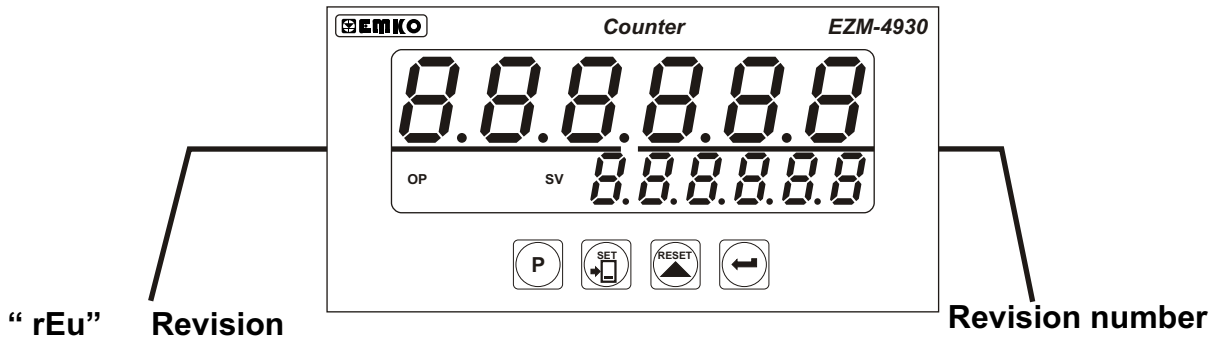 EMKO Counter EZM-4930
8.8.8.8.8.8
OP SV 8.8.8.8.8.8
P SET RESET
“ rEu” Revision Revision number